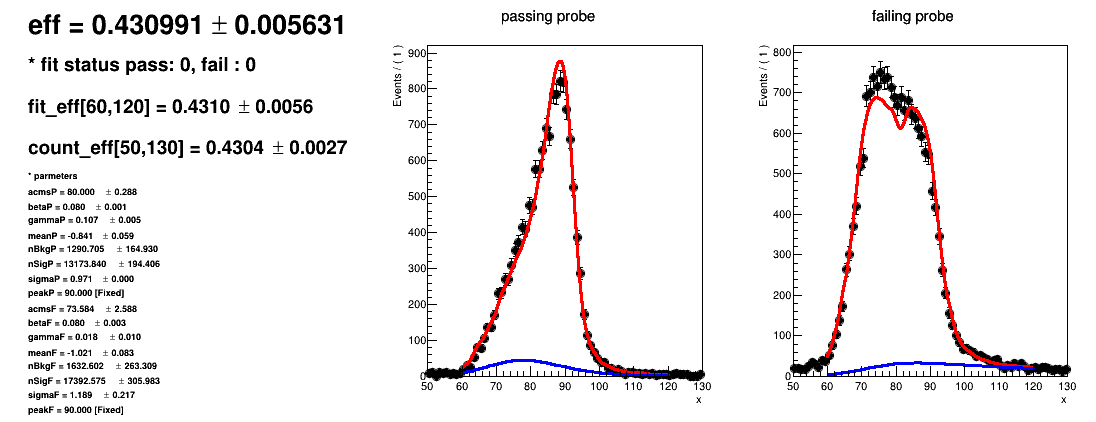 eff = 0.430991 ± 0.005631
* fit status pass: 0, fail : 0
fit_eff[60,120] = 0.4310 ± 0.0056
count_eff[50,130] = 0.4304 ± 0.0027
* parmeters
acmsP = 80.000 ± 0.288
betaP = 0.080 ± 0.001
gammaP = 0.107 ± 0.005
meanP = -0.841 ± 0.059
nBkgP = 1290.705 ± 164.930
nSigP = 13173.840 ± 194.406
sigmaP = 0.971 ± 0.000
peakP = 90.000 [Fixed]
acmsF = 73.584 ± 2.588
betaF = 0.080 ± 0.003
gammaF = 0.018 ± 0.010
meanF = -1.021 ± 0.083
nBkgF = 1632.602 ± 263.309
nSigF = 17392.575 ± 305.983
sigmaF = 1.189 ± 0.217
peakF = 90.000 [Fixed]
passing probe
Events / ( 1 )
900
800
700
600
500
400
300
200
100
0
50 60 70 80 90 100 110 120 130
x
failing probe
Events / ( 1 )
800
700
600
500
400
300
200
100
0
50 60 70 80 90 100 110 120 130
x